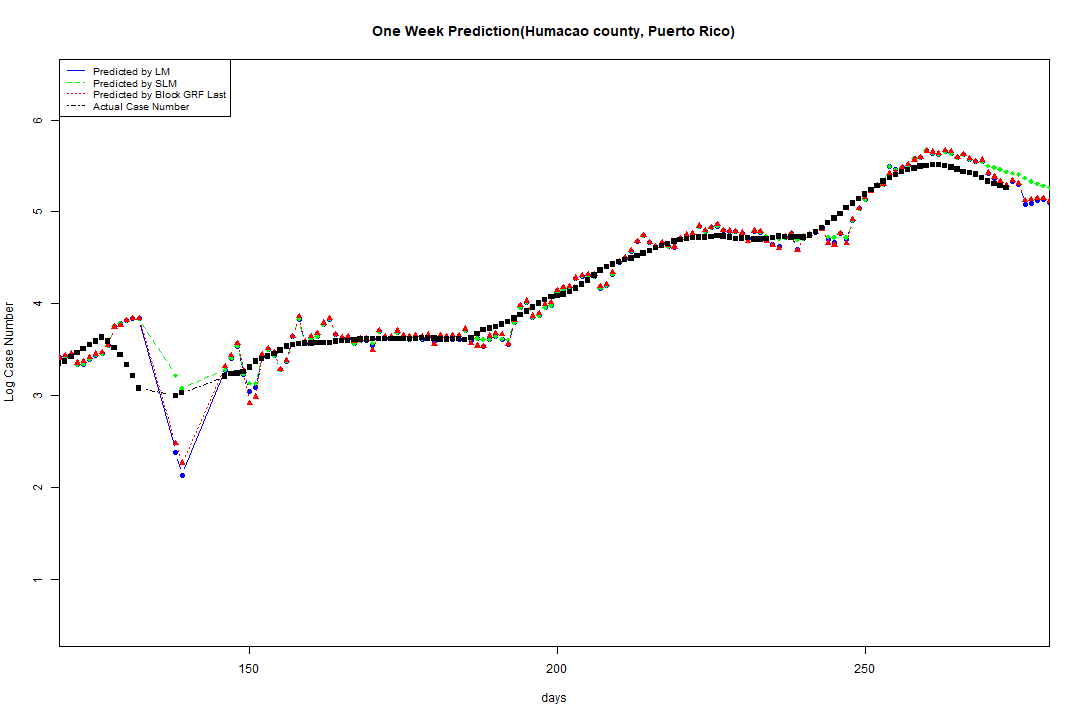 One Week Prediction(Humacao county, Puerto Rico)
Predicted by LM
Predicted by SLM
Predicted by Block GRF Last
Actual Case Number
Log Case Number
6
5
4
3
2
1
150 200 250
days